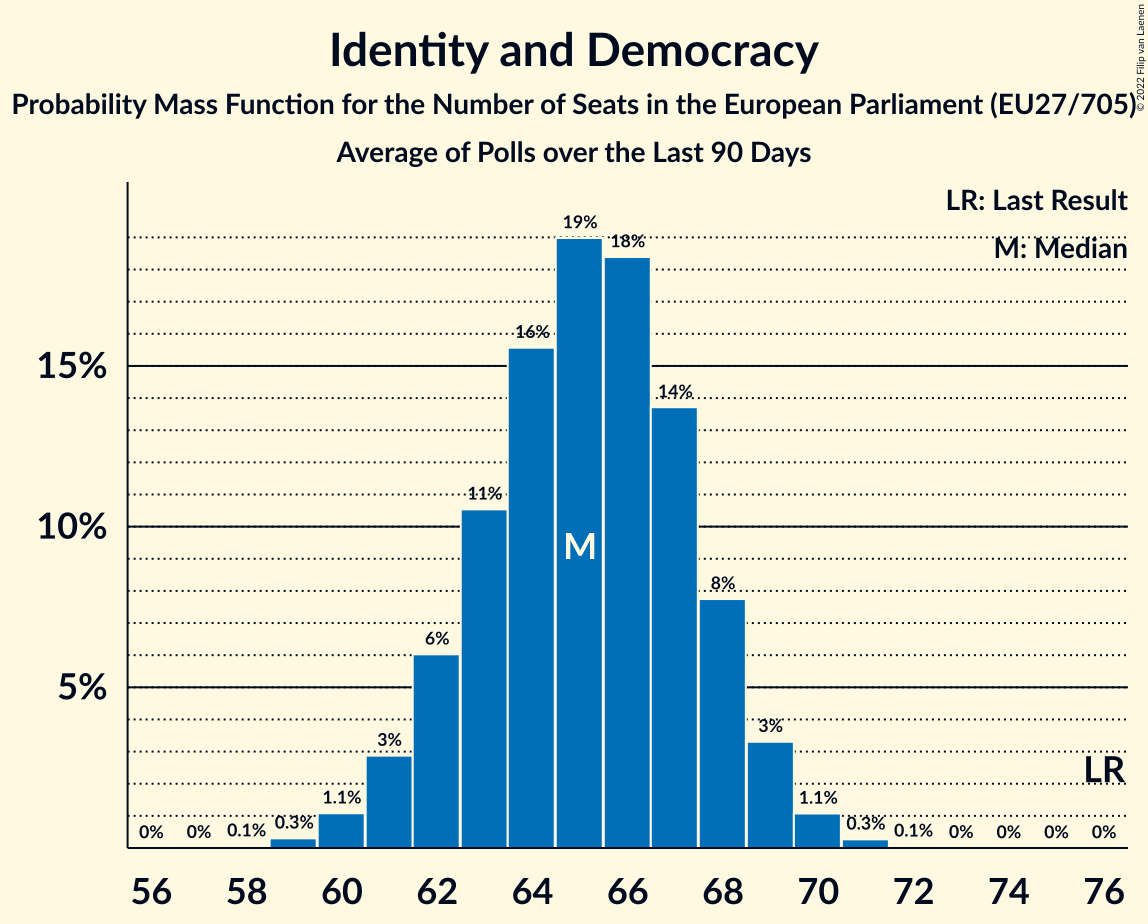 Identity and Democracy
Probability Mass Function for the Number of Seats in the European Parliament (EU27/705)
Average of Polls over the Last 90 Days
© 2022 Filip van Laenen
LR: Last Result
M: Median
15%
10%
5%
0%
0%
0.1%
0.3%
1.1%
3%
6%
11%
16%
19%
18%
14%
8%
3%
1.1%
0.3%
0.1%
0%
0%
0%
0%
M
LR
56 58 60 62 64 66 68 70 72 74 76